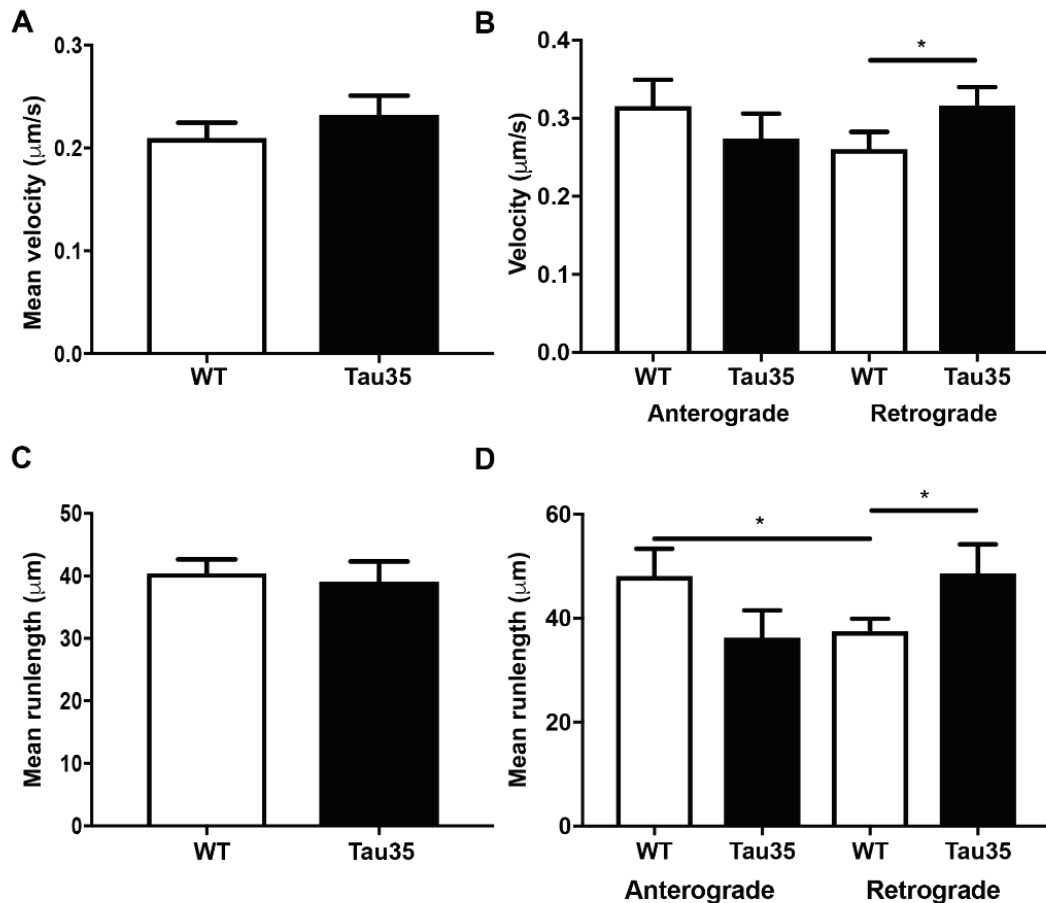 A
Mean velocity (μm/s)
0.3
0.2
0.1
0.0
WT Tau35
B
Velocity (μm/s)
0.4
0.3
0.2
0.1
0.0
*
WT Tau35 WT Tau35
Anterograde Retrograde
C
Mean runlength (μm)
50
40
30
20
10
0
WT Tau35
D
Mean runlength (μm)
60
40
20
0
*
*
WT Tau35 WT Tau35
Anterograde Retrograde